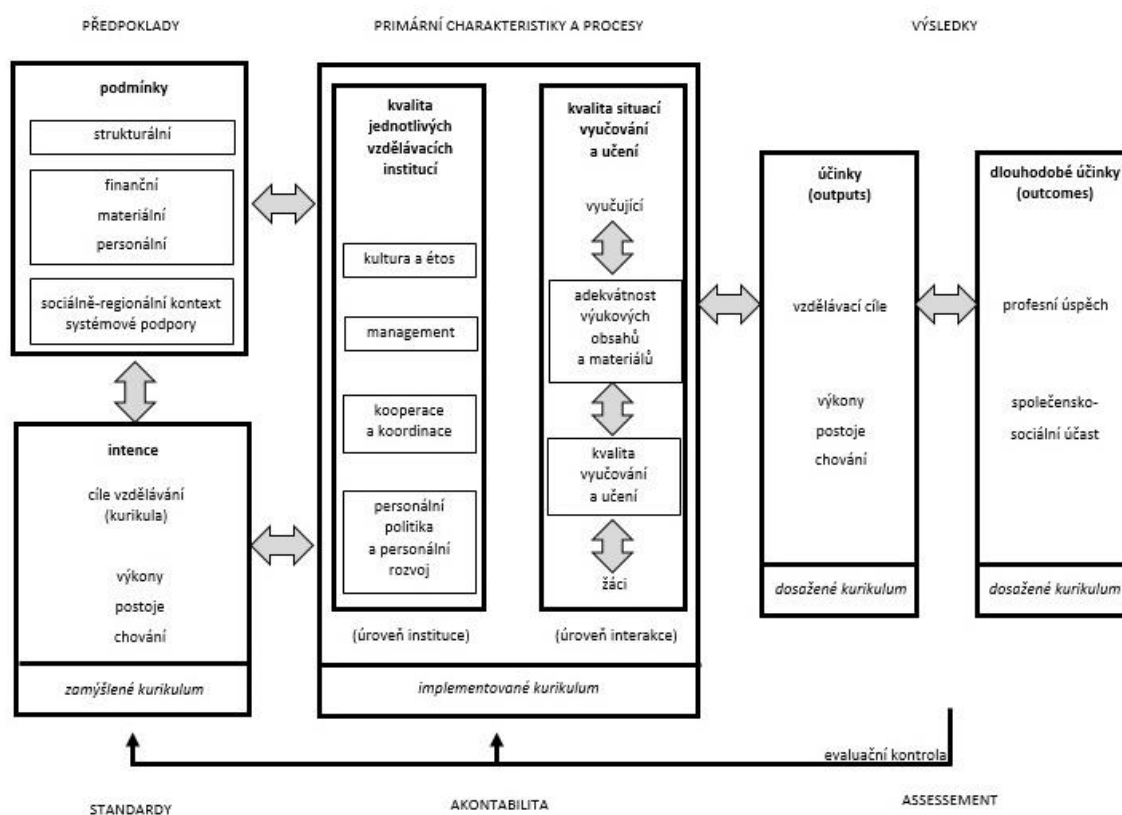 PŘEDPOKLADY
PRIMÁRNÍ CHARAKTERISTIKY A PROCESY
VÝSLEDKY
podmínky
strukturální
finanční
materiální
personální
sociálně-regionální kontext
systémové podpory
intence
cíle vzdělávání
(kurikula)
výkony
postoje
chování
zamýšlené kurikulum
kvalita
jednotlivých
vzdělávacích
institucí
kultura a étos
management
kooperace
a koordinace
personální
politika
a personální
rozvoj
(úroveň instituce)
kvalita situací
vyučování
a učení
vyučující
adekvátnost
výukových
obsahů
a materiálů
kvalita
vyučování
a učení
žáci
(úroveň interakce)
implementované kurikulum
účinky
(outputs)
vzdělávací cíle
výkony
postoje
chování
dosažené kurikulum
dlouhodobé účinky
(outcomes)
profesní úspěch
společensko-
sociální účast
dosažené kurikulum
evaluační kontrola
STANDARDY
AKONTABILITA
ASSESSEMENT